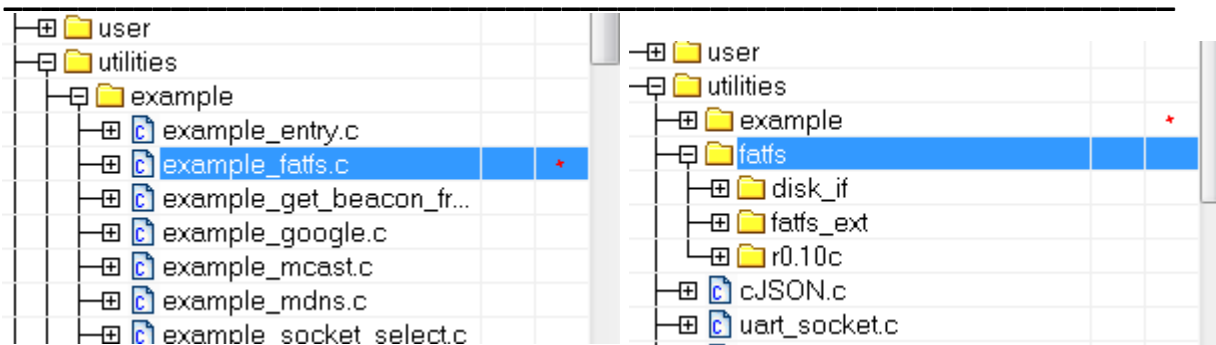 user
utilities
example
example_entry.c
example_fatfs.c
example_get_beacon_fr...
example_google.c
example_mcast.c
example_mdns.c
example_socket_select.c
user
utilities
example
fatfs
disk_if
fatfs_ext
r0.10c
cJSON.c
uart_socket.c